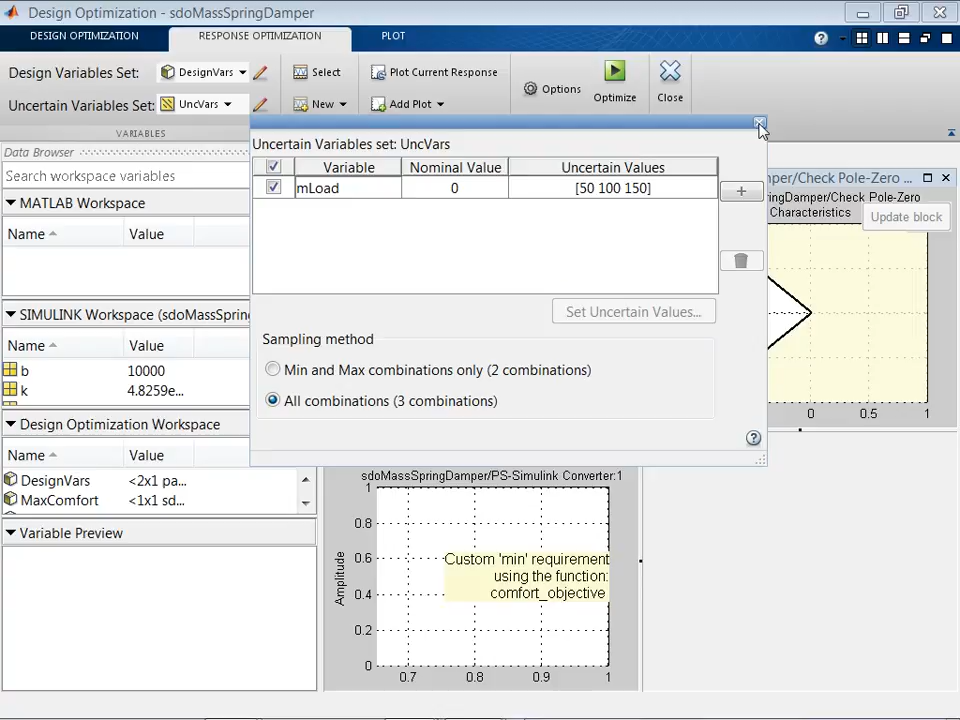 Design Optimization - sdoMassSpringDamper
DESIGN OPTIMIZATION
RESPONSE OPTIMIZATION
PLOT
Design Variables Set:
DesignVars
Select
Plot Current Response
Options
Optimize
Close
Uncertain Variables Set:
UncVars
New
Add Plot
VARIABLES
Data Browser
Search workspace variables
MATLAB Workspace
Name
Value
SIMULINK Workspace (sdoMassSprin
Name
Value
b
10000
k
4.8259e...
Design Optimization Workspace
Name
Value
DesignVars
<2x1 pa...
MaxComfort
<1x1 sd...
Variable Preview
Uncertain Variables set: UncVars
Variable
Nominal Value
Uncertain Values
mLoad
0
[50 100 150]
Set Uncertain Values...
Sampling method
Min and Max combinations only (2 combinations)
All combinations (3 combinations)
mper/Check Pole-Zero ...
ingDamper/Check Pole-Zero
Characteristics
Update block
0
0.5
1
sdoMassSpringDamper/PS-Simulink Converter:1
1
0.8
0.6
0.4
0.2
0
Amplitude
Custom 'min' requirement
using the function:
comfort_objective
0.7
0.8
0.9
1